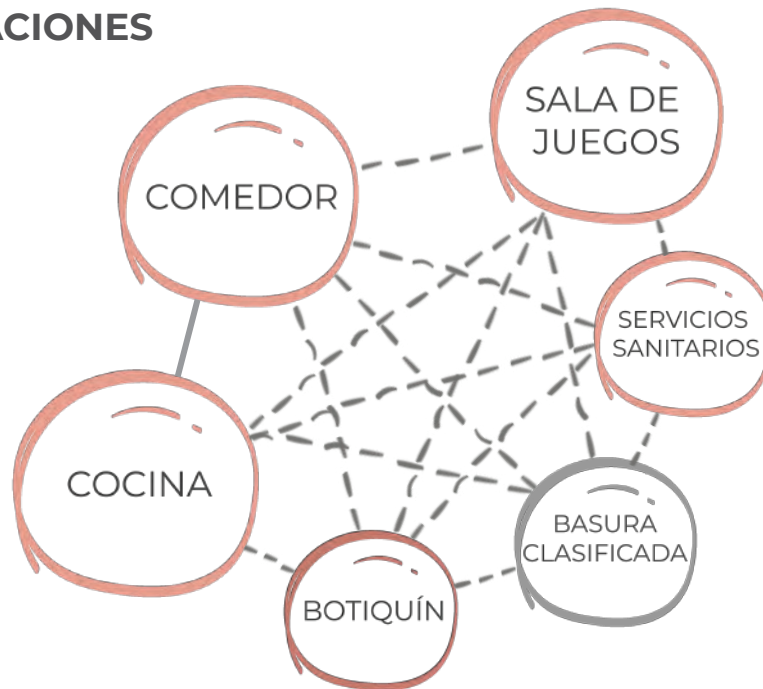 ACIONES
SALA DE
JUEGOS
COMEDOR
SERVICIOS
SANITARIOS
COCINA
BASURA
CLASIFICADA
BOTIQUÍN